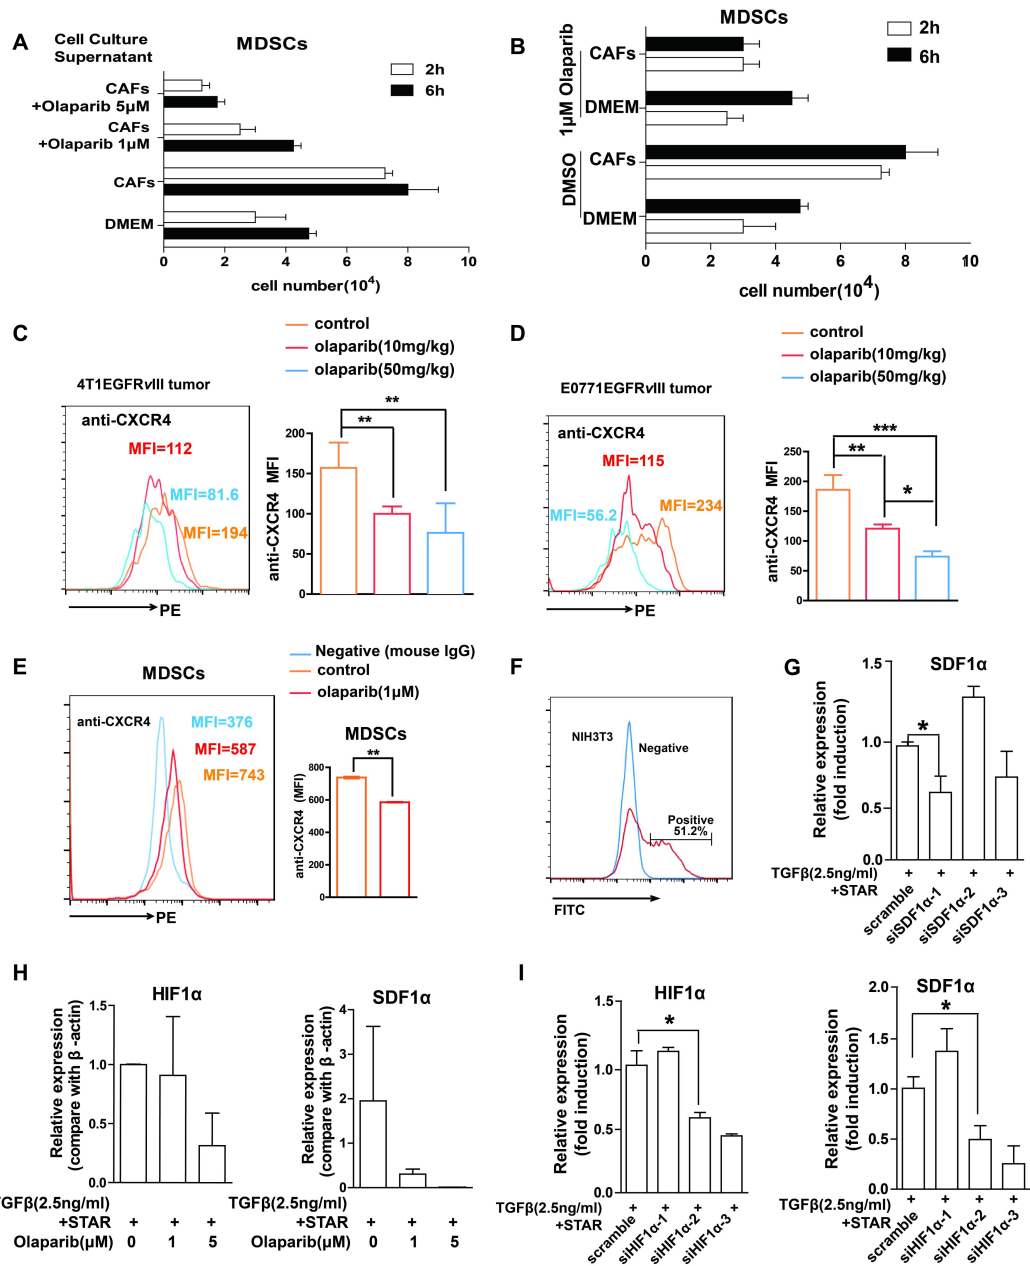 A
Cell Culture
Supernatant
MDSCs
2h
6h
CAFs
+Olaparib 5μM
CAFs
+Olaparib 1μM
CAFs
DMEM
0 2 4 6 8 10
cell number(10⁴)
B
MDSCs
2h
6h
1μM Olaparib
CAFs
DMEM
DMSO
CAFs
DMEM
0 2 4 6 8 10
cell number(10⁴)
C
control
olaparib(10mg/kg)
olaparib(50mg/kg)
4T1EGFRvIII tumor
anti-CXCR4
MFI=112
MFI=81.6
MFI=194
PE
anti-CXCR4 MFI
200
150
100
50
0
**
**
D
control
olaparib(10mg/kg)
olaparib(50mg/kg)
E0771EGFRvIII tumor
anti-CXCR4
MFI=115
MFI=56.2
MFI=234
PE
anti-CXCR4 MFI
250
200
150
100
50
0
***
**
*
E
Negative (mouse IgG)
control
olaparib(1μM)
MDSCs
anti-CXCR4
MFI=376
MFI=587
MFI=743
PE
MDSCs
**
anti-CXCR4 (MFI)
800
600
400
200
0
F
NIH3T3
Negative
Positive
51.2%
FITC
G
SDF1α
Relative expression
(fold induction)
1.5
1.0
0.5
0.0
*
TGFβ(2.5ng/ml)
+STAR
+ + + +
scramble
siSDF1α-1
siSDF1α-2
siSDF1α-3
H
HIF1α
Relative expression
(compare with β -actin)
1.5
1.0
0.5
0.0
TGFβ(2.5ng/ml)
+STAR + + +
Olaparib(μM) 0 1 5
SDF1α
Relative expression
(compare with β -actin)
4
3
2
1
0
TGFβ(2.5ng/ml)
+STAR + + +
Olaparib(μM) 0 1 5
I
HIF1α
Relative expression
(fold induction)
1.5
1.0
0.5
0.0
*
TGFβ(2.5ng/ml)
+STAR
+ + + +
scramble
siHIF1α-1
siHIF1α-2
siHIF1α-3
SDF1α
Relative expression
(fold induction)
2.0
1.5
1.0
0.5
0.0
*
TGFβ(2.5ng/ml)
+STAR
+ + + +
scramble
siHIF1α-1
siHIF1α-2
siHIF1α-3